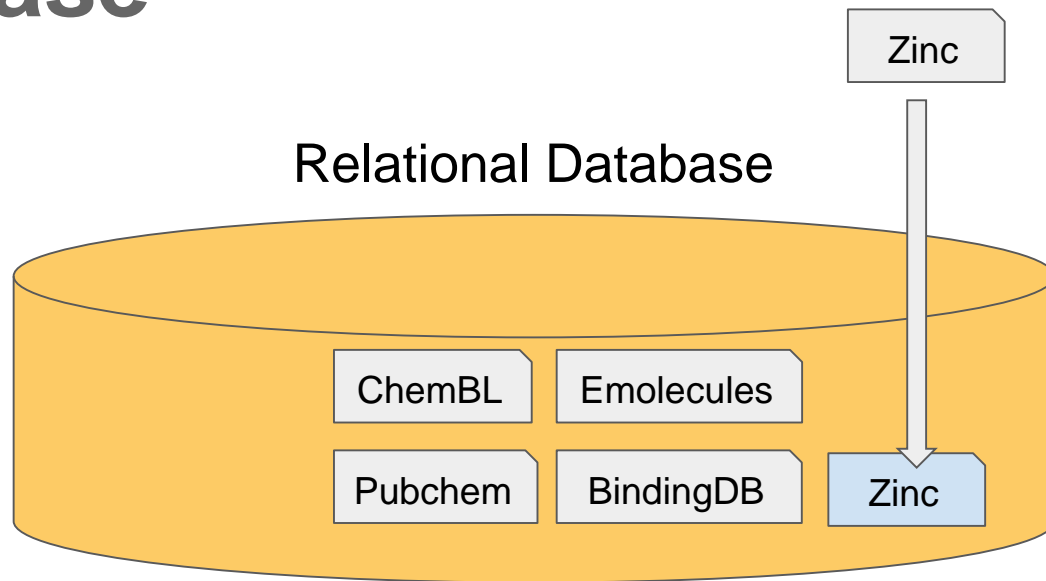 Zinc
Relational Database
ChemBL
Emolecules
Pubchem
BindingDB
Zinc